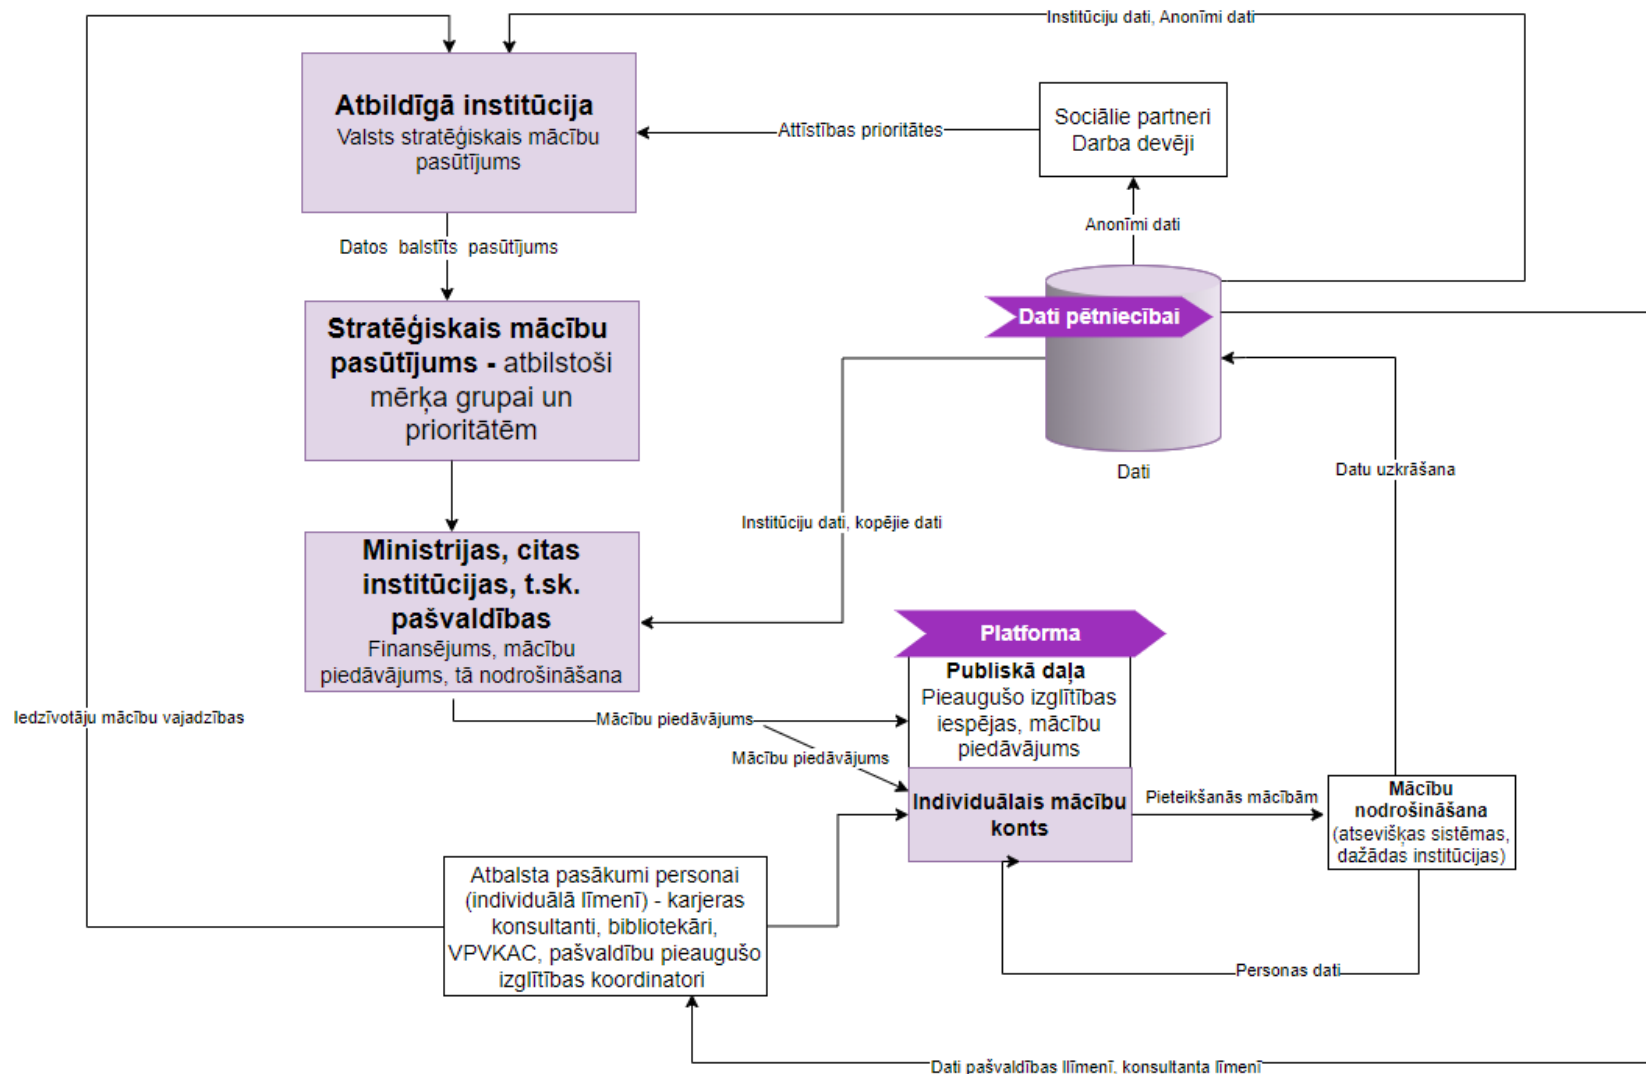 Institūciju dati, Anonīmi dati
Atbildīgā institūcija
Valsts stratēģiskais mācību
pasūtījums
Attīstības prioritātes
Sociālie partneri
Darba devēji
Anonīmi dati
Datos balstīts pasūtījums
Stratēģiskais mācību
pasūtījums - atbilstoši
mērķa grupai un
prioritātēm
Dati pētniecībai
Dati
Datu uzkrāšana
Institūciju dati, kopējie dati
Ministrijas, citas
institūcijas, t.sk.
pašvaldības
Finansējums, mācību
piedāvājums, tā nodrošināšana
Platforma
Publiskā daļa
Pieaugušo izglītības
iespējas, mācību
piedāvājums
Iedzīvotāju mācību vajadzības
Mācību piedāvājums
Mācību piedāvājums
Individuālais mācību
konts
Pieteikšanās mācībām
Mācību
nodrošināšana
(atsevišķas sistēmas,
dažādas institūcijas)
Atbalsta pasākumi personai
(individuālā līmenī) - karjeras
konsultanti, bibliotekāri,
VPVKAC, pašvaldību pieaugušo
izglītības koordinatori
Personas dati
Dati pašvaldības llīmenī, konsultanta līmenī